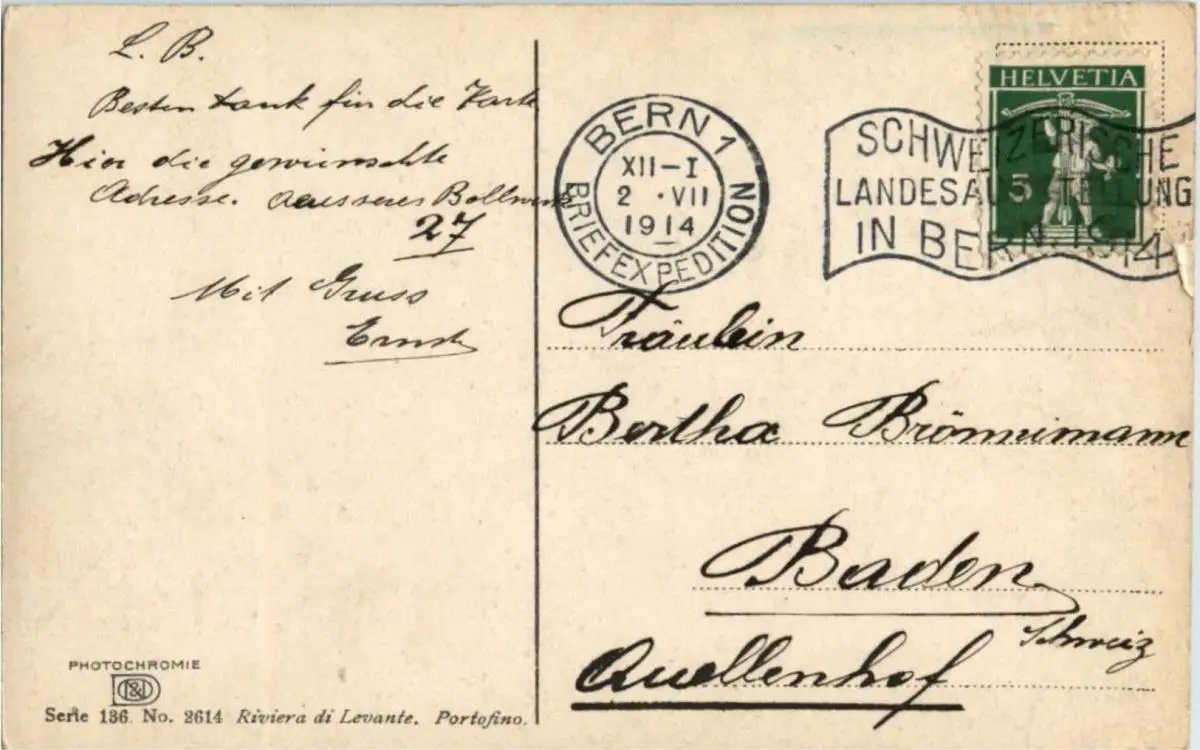 L. B.
Besten Dank für die Karte
Hier die gewünschte
Adresse. Aeusseres Bollwerk
27
Mit Gruss
Ernst
PHOTOCHROMIE
Serie 136. No. 2614 Riviera di Levante. Portofino.
BERN 1
XII-I
2 ·VII
1914
BRIEFEXPEDITION
HELVETIA
5
SCHWEIZERISCHE
LANDESAUSSTELLUNG
IN BERN. 1914
Fräulein
Bertha Brönnimann
Baden
Schweiz
Quellenhof